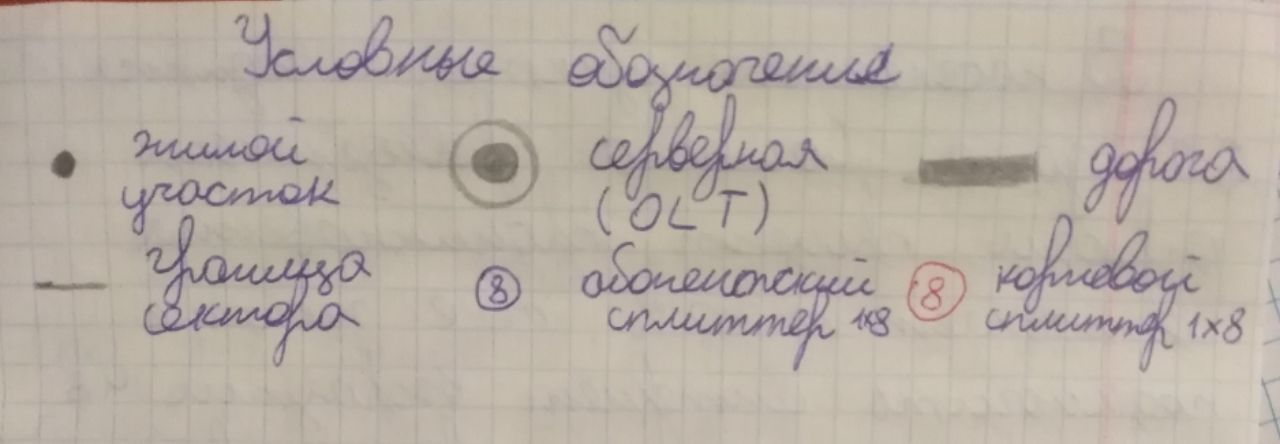 Условные обозначения
жилой
участок
серверная
(OLT)
дорога
граница
сектора
8
абонентский
сплиттер 1x8
8
корневой
сплиттер 1x8